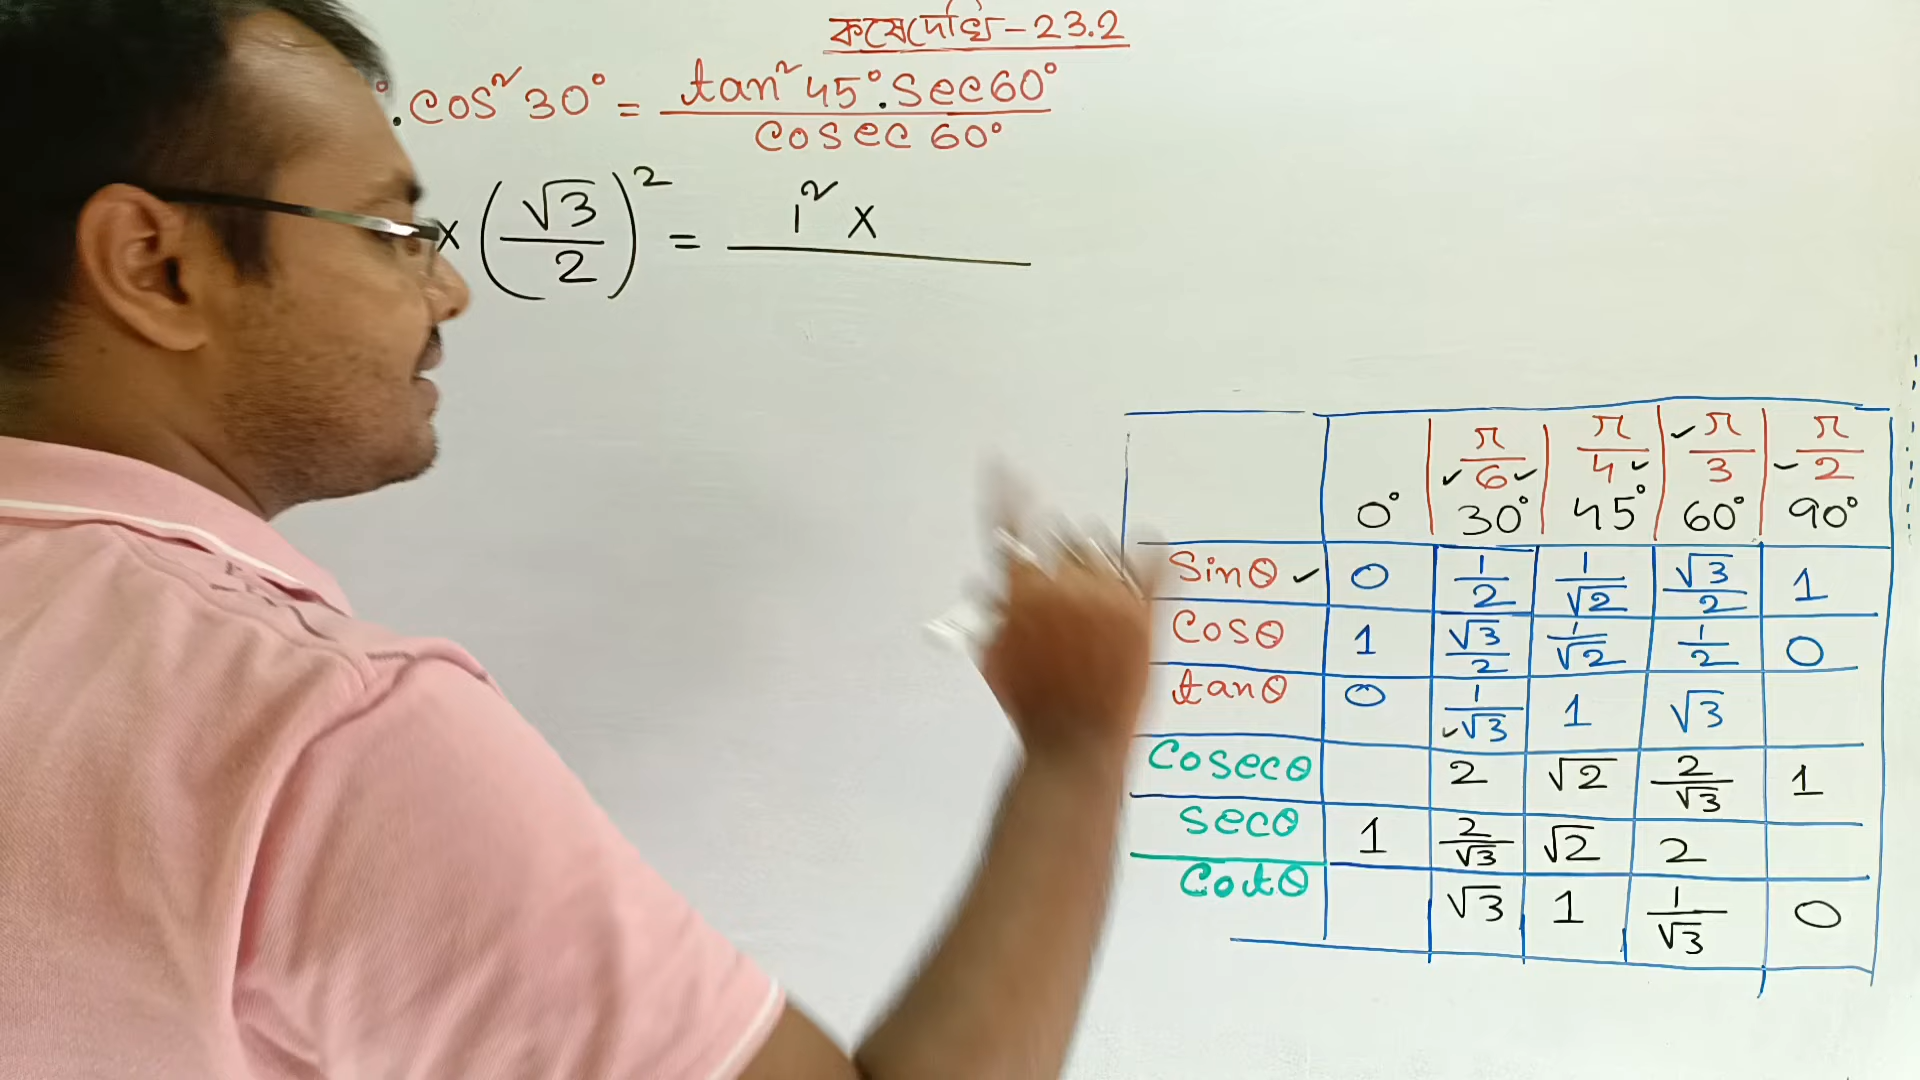 কষে দেখি - 23.2
°.cos² 30° = tan² 45°. Sec 60° / Cosec 60°
× (√3/2)² = 1² ×
π/6 π/4 π/3 π/2
0° 30° 45° 60° 90°
Sinθ 0 1/2 1/√2 √3/2 1
Cosθ 1 √3/2 1/√2 1/2 0
tanθ 0 1/√3 1 √3
Cosecθ 2 √2 2/√3 1
Secθ 1 2/√3 √2 2
Cotθ √3 1 1/√3 0